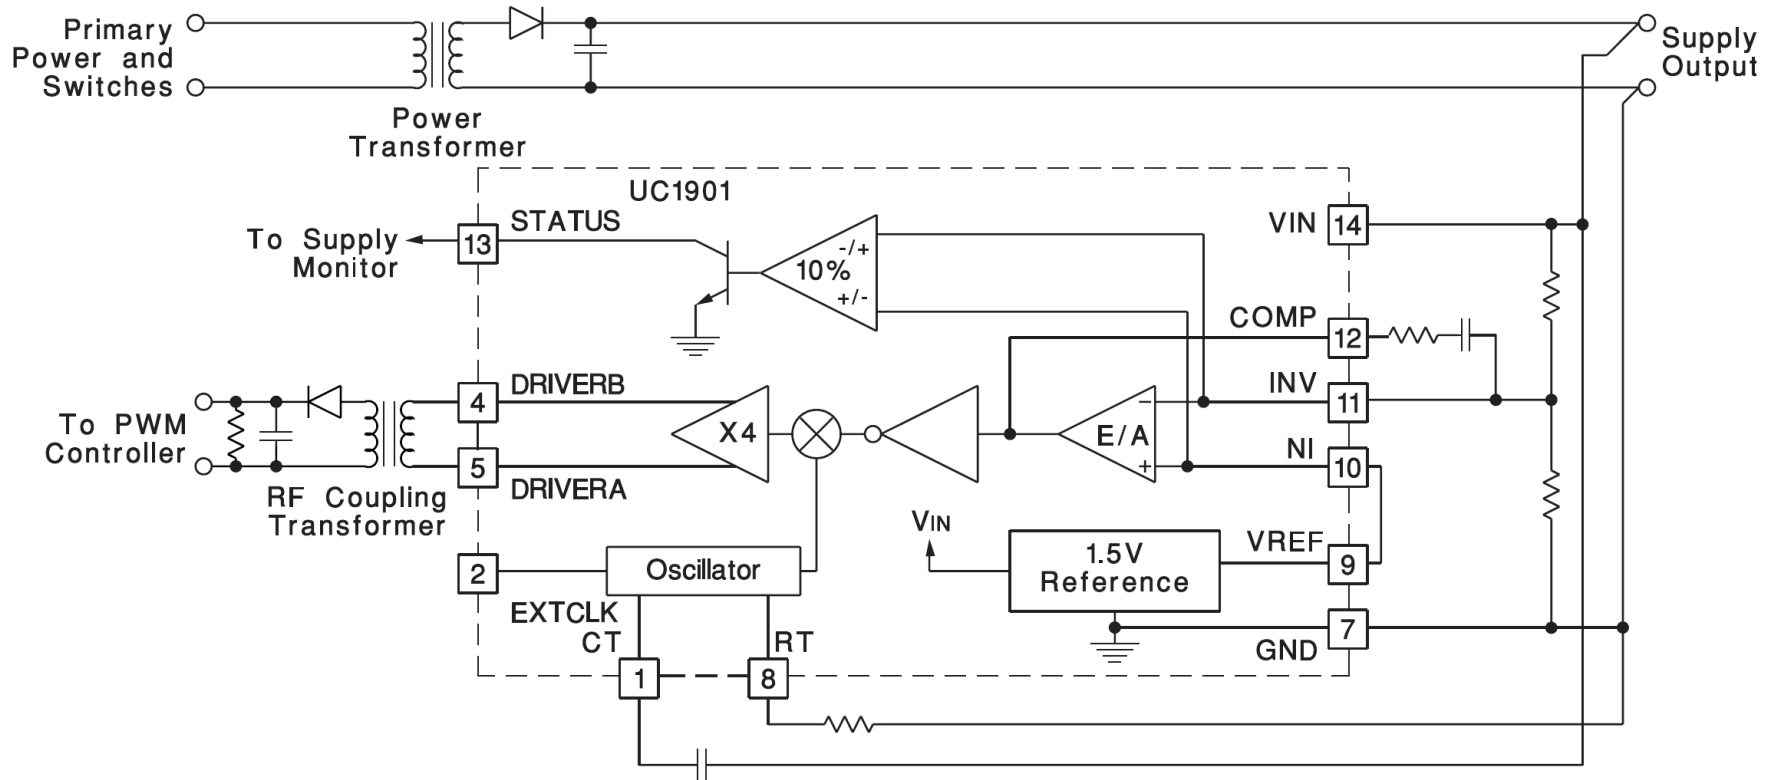 Primary
Power and
Switches
Supply
Output
Power
Transformer
UC1901
STATUS
13
To Supply
Monitor
-/+
10%
+/-
VIN
14
COMP
12
DRIVERB
4
To PWM
Controller
X4
E/A
−
+
INV
11
NI
10
5
DRIVERA
RF Coupling
Transformer
VIN
1.5V
Reference
VREF
9
2
Oscillator
EXTCLK
CT
RT
7
GND
1
8